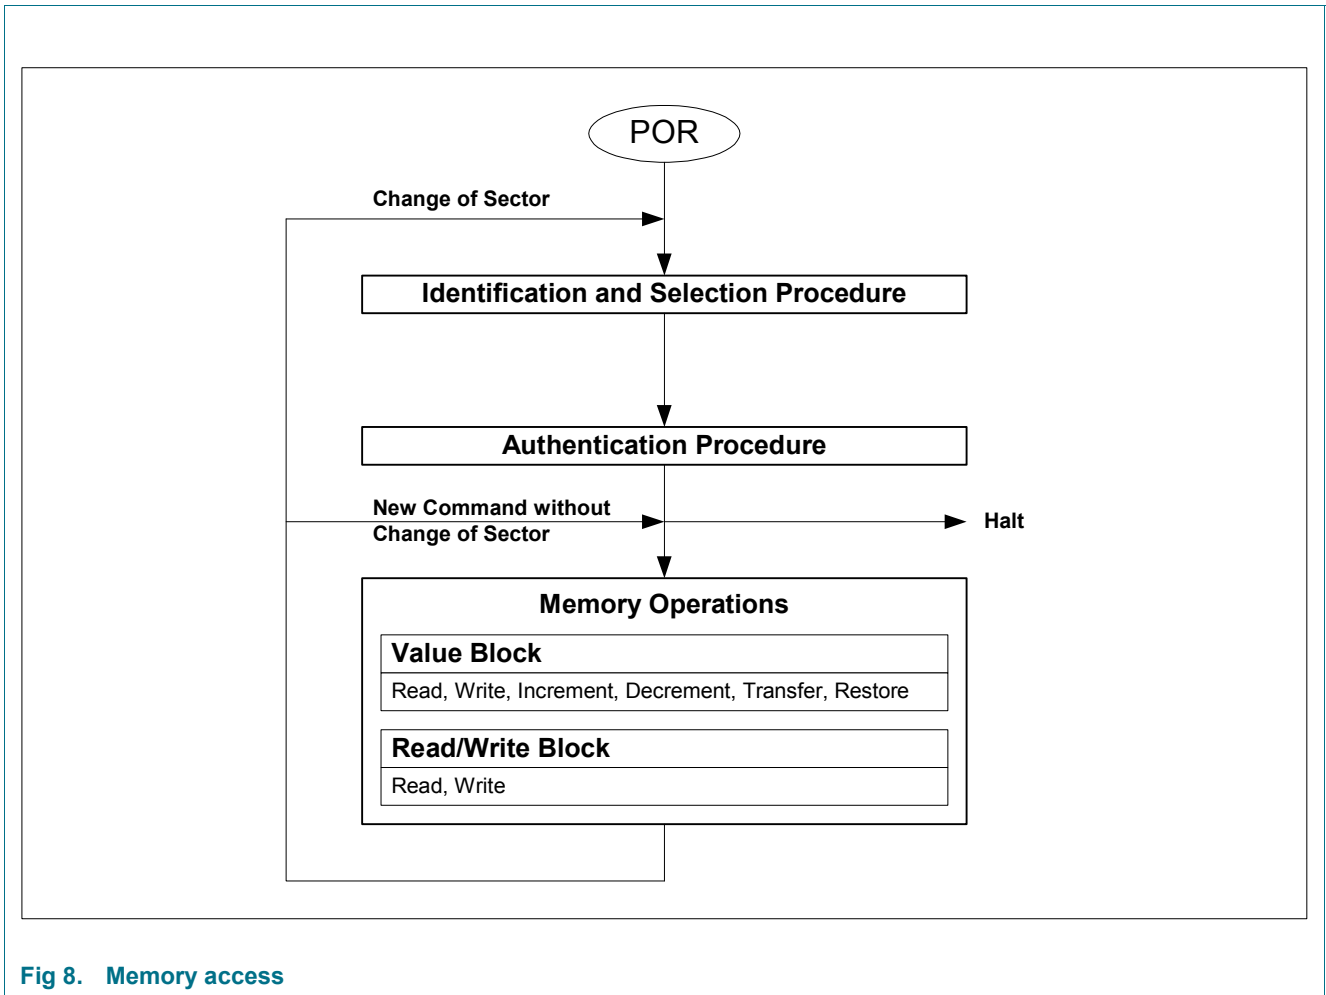 POR
Change of Sector
Identification and Selection Procedure
Authentication Procedure
New Command without
Change of Sector
Halt
Memory Operations
Value Block
Read, Write, Increment, Decrement, Transfer, Restore
Read/Write Block
Read, Write
Fig 8. Memory access